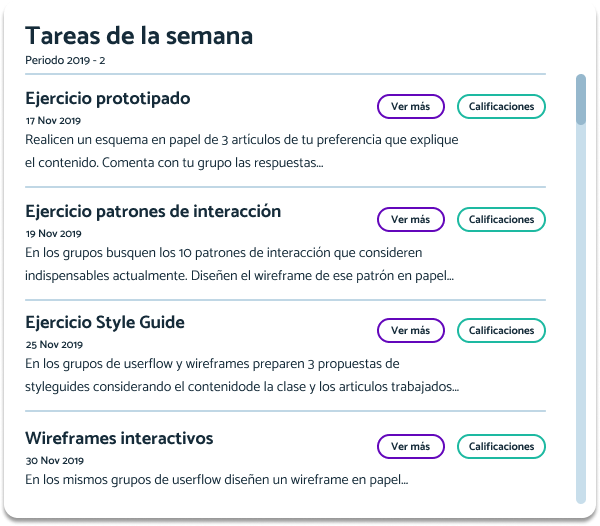 Tareas de la semana
Periodo 2019 - 2
Ejercicio prototipado
Ver más
Calificaciones
17 Nov 2019
Realicen un esquema en papel de 3 artículos de tu preferencia que explique
el contenido. Comenta con tu grupo las respuestas...
Ejercicio patrones de interacción
Ver más
Calificaciones
19 Nov 2019
En los grupos busquen los 10 patrones de interacción que consideren
indispensables actualmente. Diseñen el wireframe de ese patrón en papel...
Ejercicio Style Guide
Ver más
Calificaciones
25 Nov 2019
En los grupos de userflow y wireframes preparen 3 propuestas de
styleguides considerando el contenidode la clase y los articulos trabajados...
Wireframes interactivos
Ver más
Calificaciones
30 Nov 2019
En los mismos grupos de userflow diseñen un wireframe en papel...